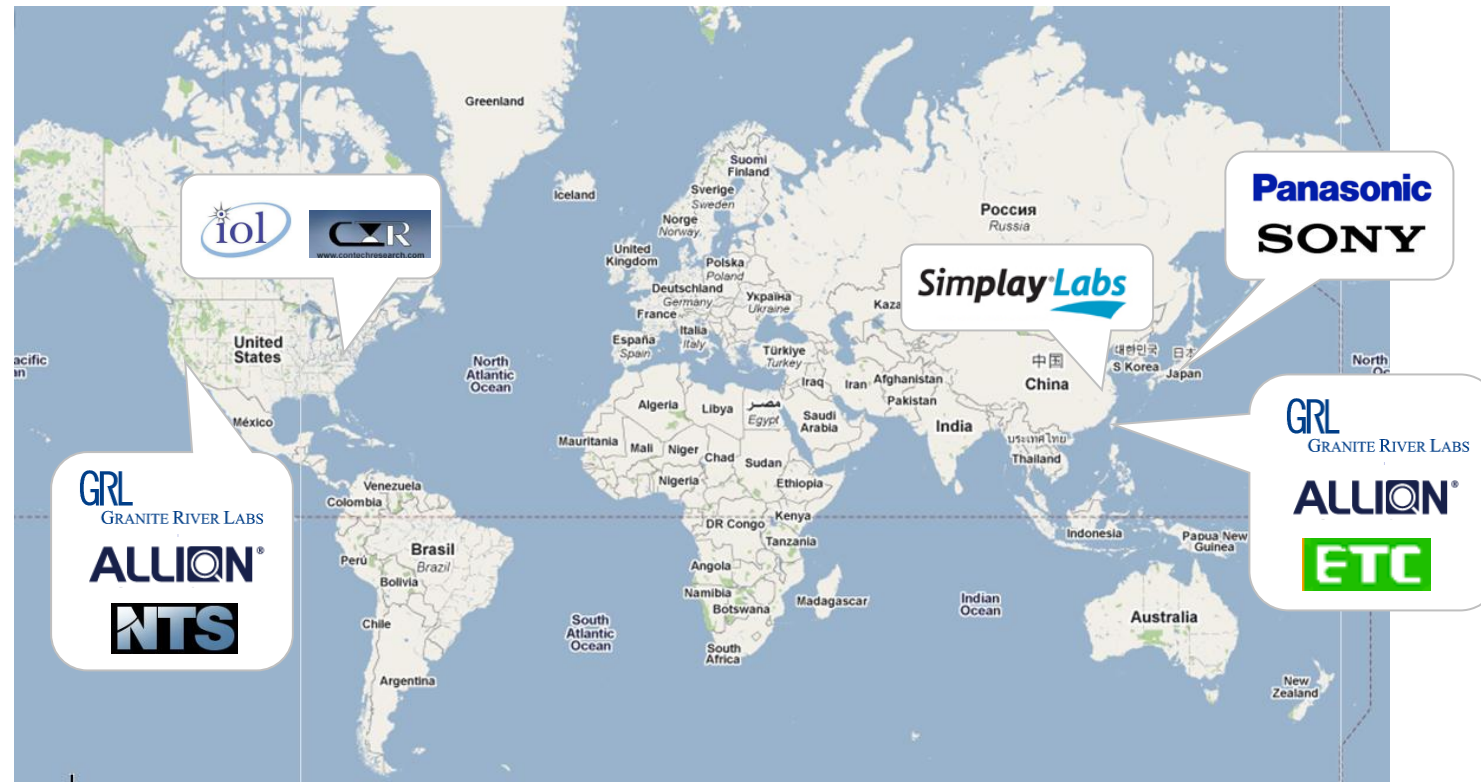 Greenland
Iceland
Suomi
Finland
Sverige
Sweden
Norge
Norway
Россия
Russia
United
Kingdom
Polska
Poland
Deutschland
Germany
Україна
Ukraine
France
Kaza
Italia
Italy
España
Spain
Türkiye
Turkey
iol
CXR
www.contechresearch.com
Simplay Labs
Panasonic
SONY
United
States
acific
an
North
Atlantic
Ocean
中国
China
대한민국
S Korea
日本
Japan
North
Oc
Iraq
Iran
Afghanistan
Pakistan
Algeria
Libya
مصر
Egypt
Saudi
Arabia
India
ประเทศไทย
Thailand
México
Mauritania
Mali
Niger
Chad
Sudan
Nigeria
Ethiopia
Venezuela
Colombia
DR Congo
Kenya
Tanzania
Indonesia
Papua New
Guinea
GRL
GRANITE RIVER LABS
ALLION®
NTS
GRL
GRANITE RIVER LABS
ALLION®
ETC
Perú
Brasil
Brazil
Bolivia
Angola
Namibia
Botswana
Madagascar
Indian
Ocean
Australia
Chile
South
Atlantic
Ocean
South
Africa
Argentina
New
Zealand